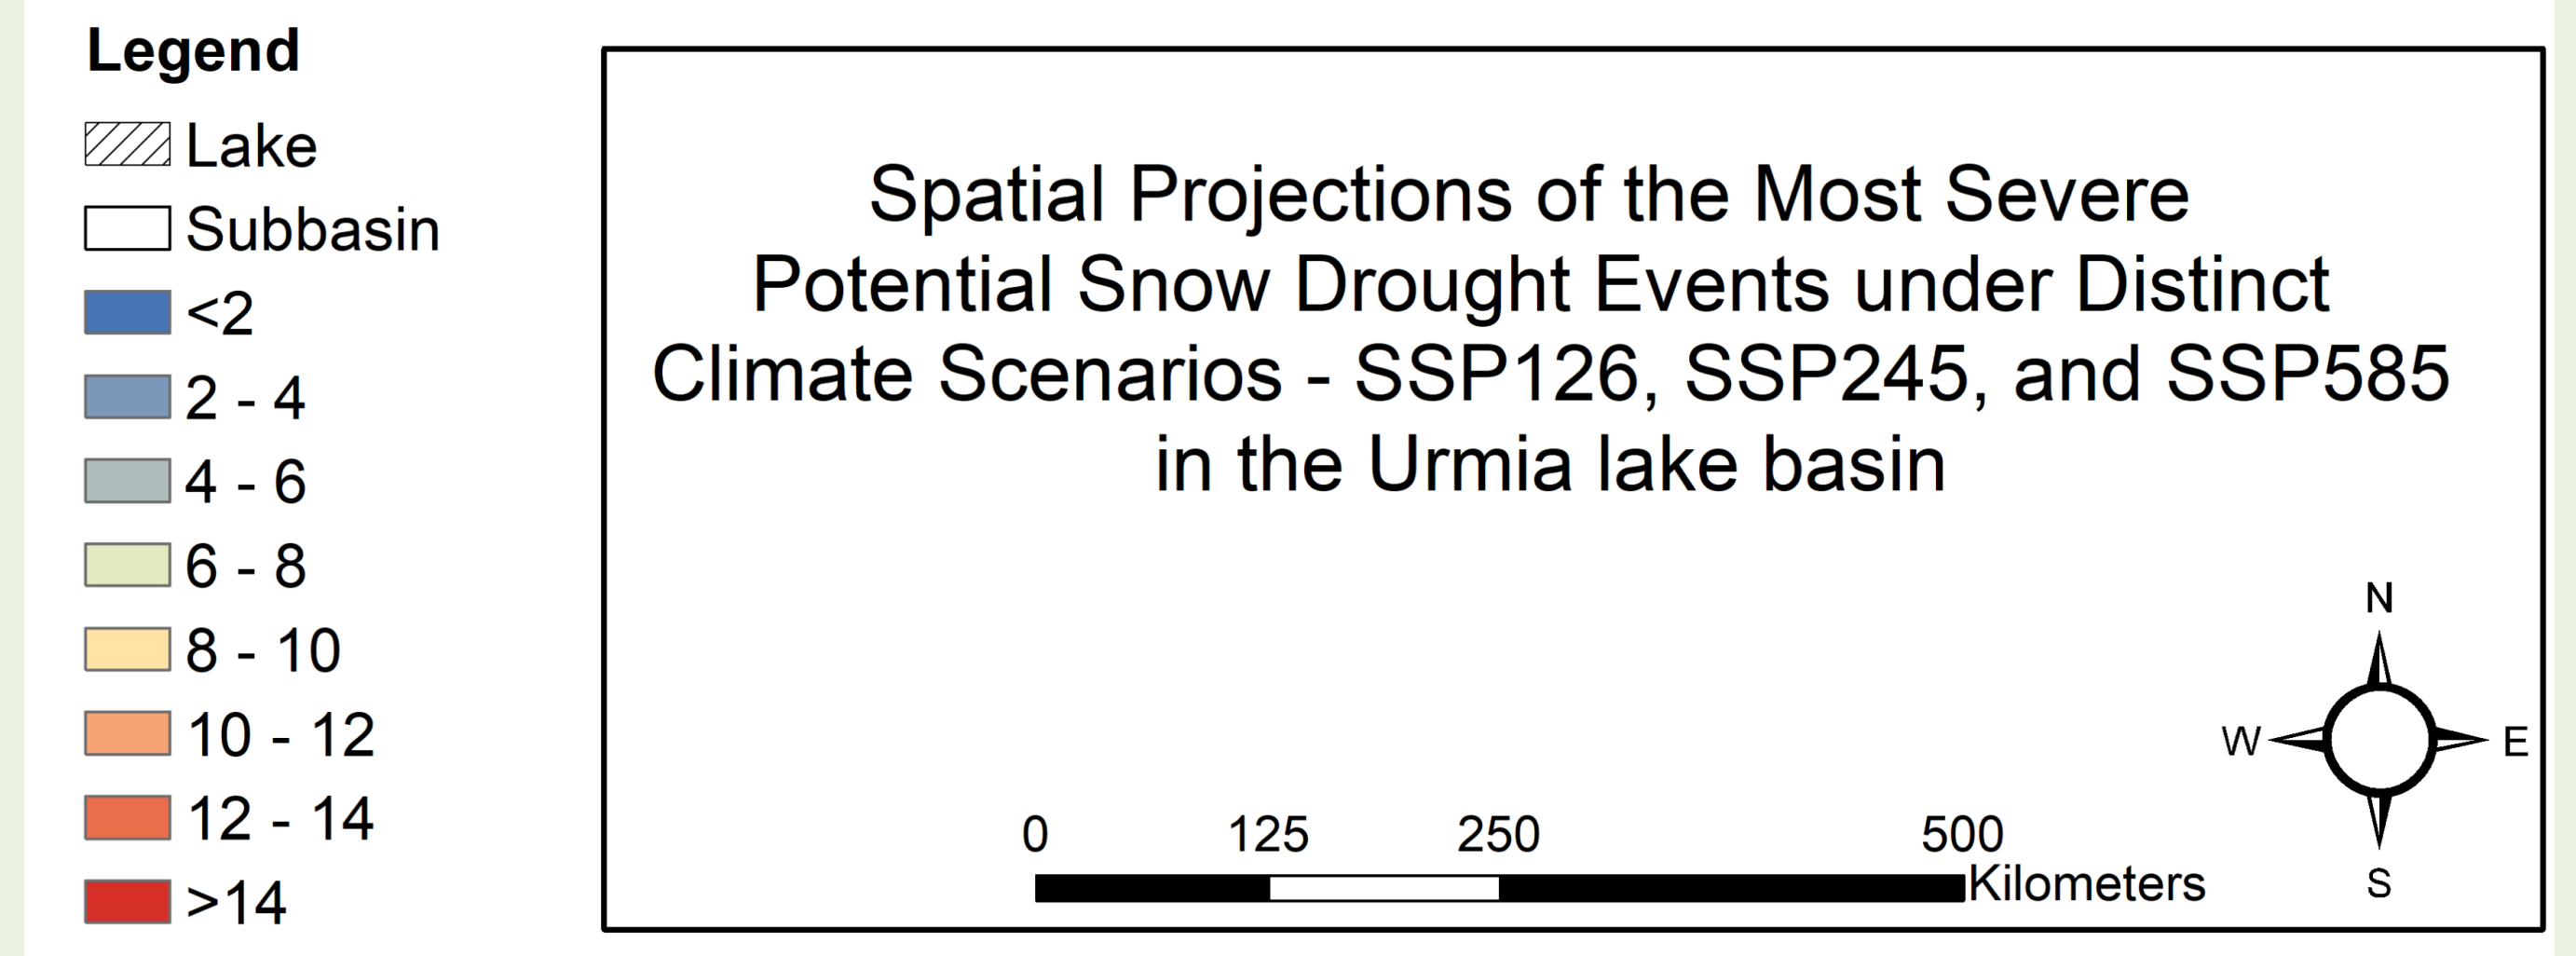 Legend
Lake
Subbasin
<2
2 - 4
4 - 6
6 - 8
8 - 10
10 - 12
12 - 14
>14
Spatial Projections of the Most Severe
Potential Snow Drought Events under Distinct
Climate Scenarios - SSP126, SSP245, and SSP585
in the Urmia lake basin
N
W E
S
0 125 250 500
Kilometers